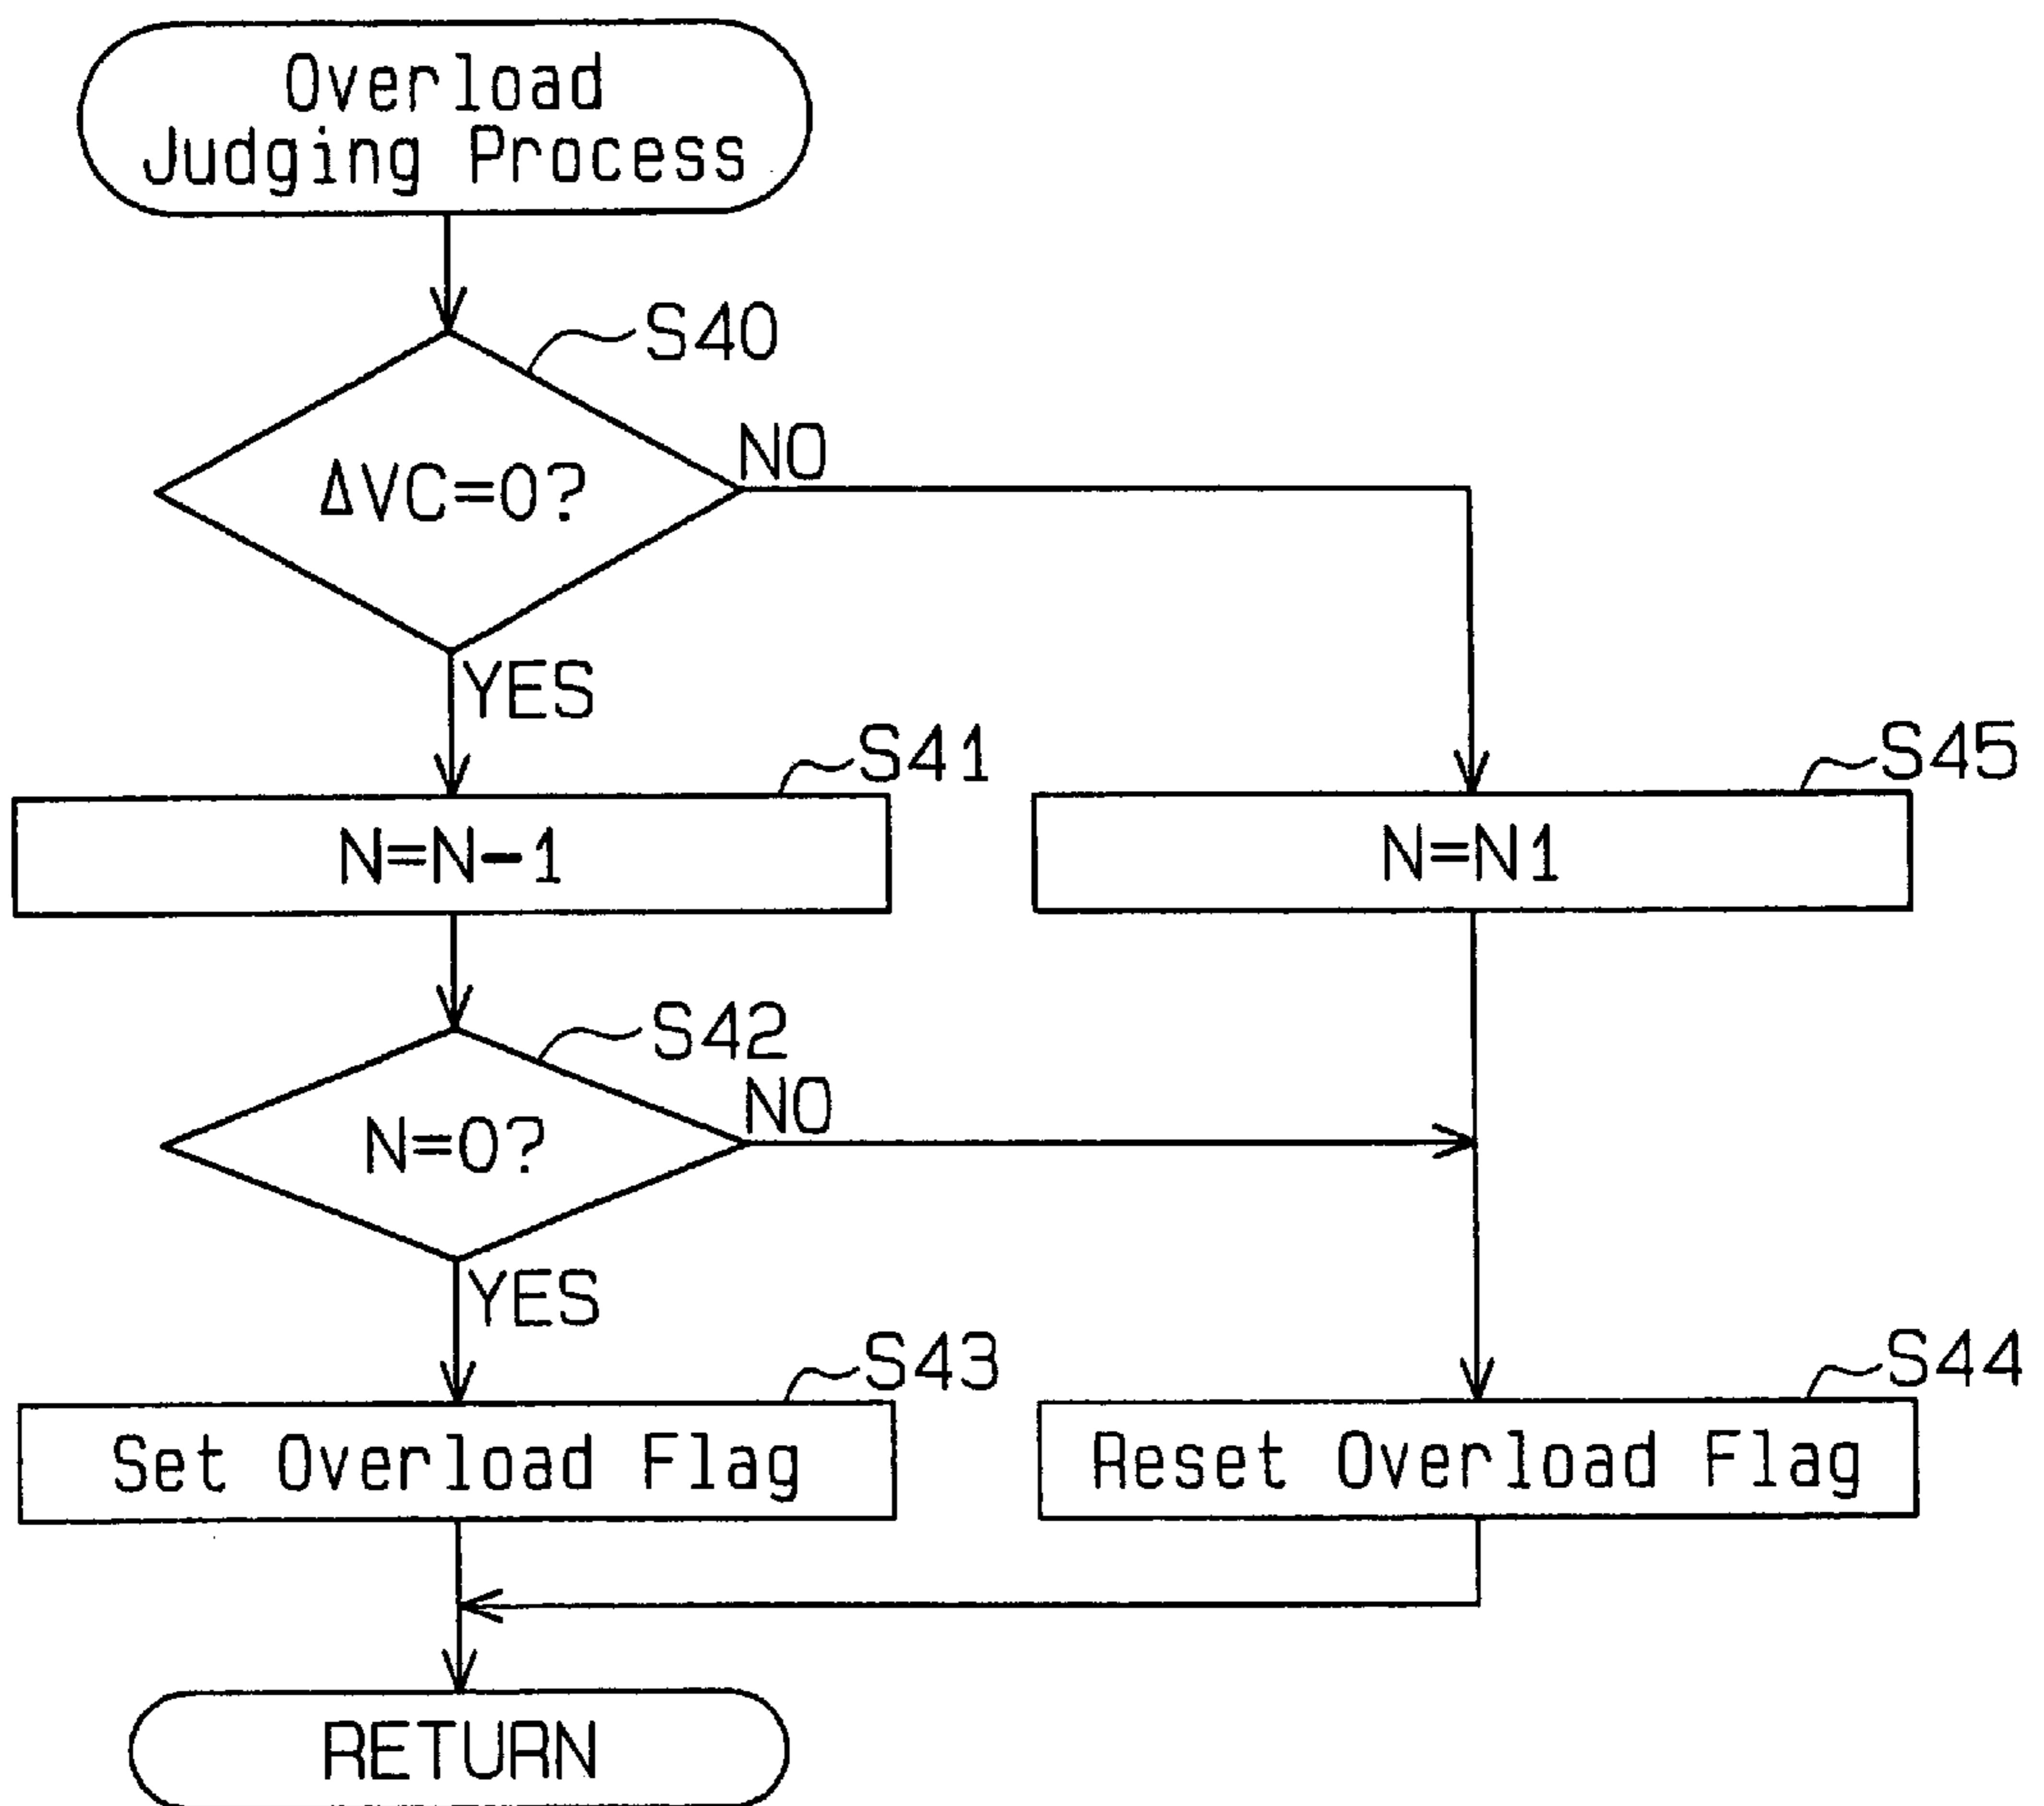 Overload
Judging Process
S40
ΔVC=0?
NO
YES
S41
N=N-1
S45
N=N1
S42
N=0?
NO
YES
S43
Set Overload Flag
S44
Reset Overload Flag
RETURN